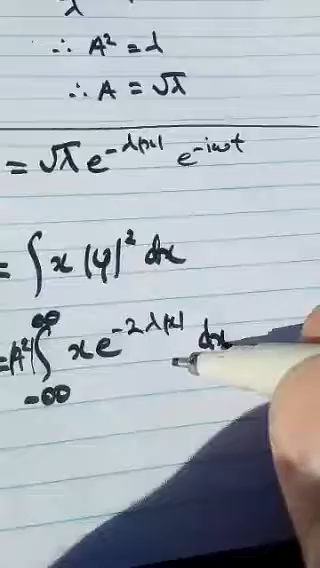 λ
∴ A² = λ
∴ A = √λ
= √λ e^{-λ|x|} e^{-iωt}
= ∫ x |ψ|² dx
= |A²| ∫_{-∞}^{∞} x e^{-2λ|x|} dx